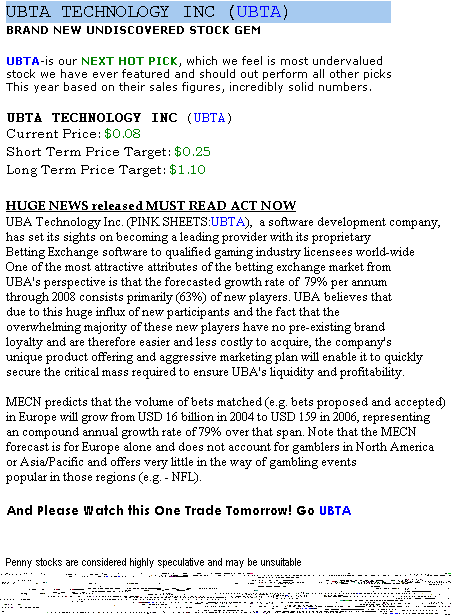 UBTA TECHNOLOGY INC (UBTA)
BRAND NEW UNDISCOVERED STOCK GEM
UBTA-is our NEXT HOT PICK, which we feel is most undervalued
stock we have ever featured and should out perform all other picks
This year based on their sales figures, incredibly solid numbers.
UBTA TECHNOLOGY INC (UBTA)
Current Price: $0.08
Short Term Price Target: $0.25
Long Term Price Target: $1.10
HUGE NEWS released MUST READ ACT NOW
UBA Technology Inc. (PINK SHEETS:UBTA), a software development company,
has set its sights on becoming a leading provider with its proprietary
Betting Exchange software to qualified gaming industry licensees world-wide
One of the most attractive attributes of the betting exchange market from
UBA's perspective is that the forecasted growth rate of 79% per annum
through 2008 consists primarily (63%) of new players. UBA believes that
due to this huge influx of new participants and the fact that the
overwhelming majority of these new players have no pre-existing brand
loyalty and are therefore easier and less costly to acquire, the company's
unique product offering and aggressive marketing plan will enable it to quickly
secure the critical mass required to ensure UBA's liquidity and profitability.
MECN predicts that the volume of bets matched (e.g. bets proposed and accepted)
in Europe will grow from USD 16 billion in 2004 to USD 159 in 2006, representing
an compound annual growth rate of 79% over that span. Note that the MECN
forecast is for Europe alone and does not account for gamblers in North America
or Asia/Pacific and offers very little in the way of gambling events
popular in those regions (e.g. - NFL).
And Please Watch this One Trade Tomorrow! Go UBTA
Penny stocks are considered highly speculative and may be unsuitable